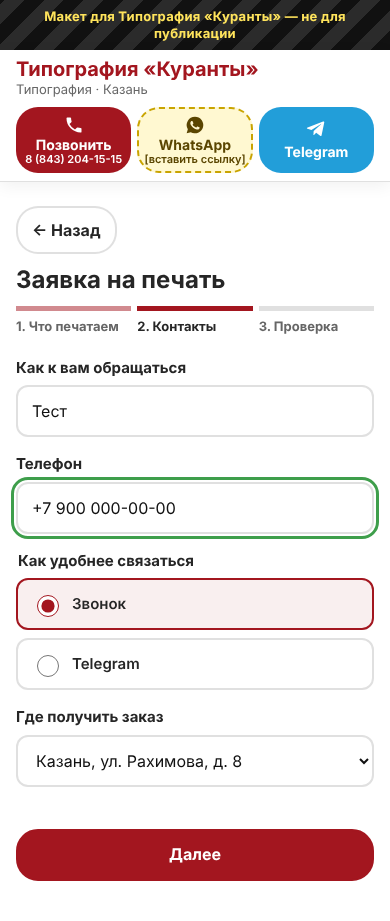 Макет для Типография «Куранты» — не для
публикации
Типография «Куранты»
Типография · Казань
Позвонить
8 (843) 204-15-15
WhatsApp
[вставить ссылку]
Telegram
← Назад
Заявка на печать
1. Что печатаем
2. Контакты
3. Проверка
Как к вам обращаться
Тест
Телефон
+7 900 000-00-00
Как удобнее связаться
Звонок
Telegram
Где получить заказ
Казань, ул. Рахимова, д. 8
Далее